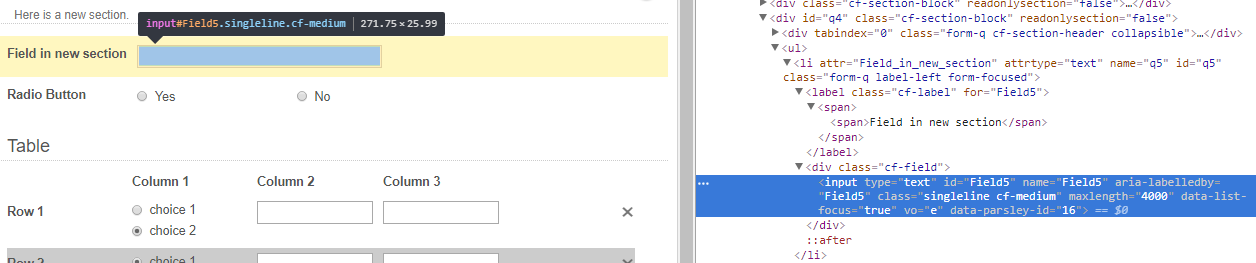 Here is a new section.
input#Field5.singleline.cf-medium | 271.75×25.99
Field in new section
Radio Button Yes No
Table
Column 1 Column 2 Column 3
Row 1 choice 1
choice 2
Row 2 choice 1
<div class="cf-section-block" readonlysection="false">…</div>
<div id="q4" class="cf-section-block" readonlysection="false">
<div tabindex="0" class="form-q cf-section-header collapsible">…</div>
<ul>
<li attr="Field_in_new_section" attrtype="text" name="q5" id="q5"
class="form-q label-left form-focused">
<label class="cf-label" for="Field5">
<span>
<span>Field in new section</span>
</span>
</label>
<div class="cf-field">
<input type="text" id="Field5" name="Field5" aria-labelledby=
"Field5" class="singleline cf-medium" maxlength="4000" data-list-
focus="true" vo="e" data-parsley-id="16"> == $0
</div>
::after
</li>